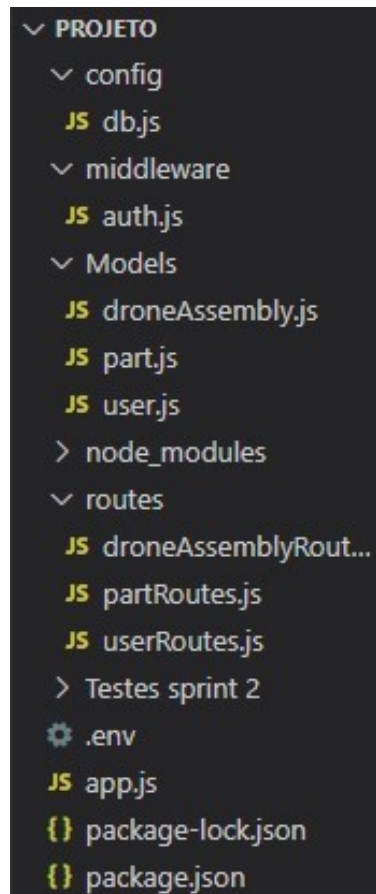 PROJETO
config
JS db.js
middleware
JS auth.js
Models
JS droneAssembly.js
JS part.js
JS user.js
node_modules
routes
JS droneAssemblyRout...
JS partRoutes.js
JS userRoutes.js
Testes sprint 2
.env
JS app.js
{} package-lock.json
{} package.json